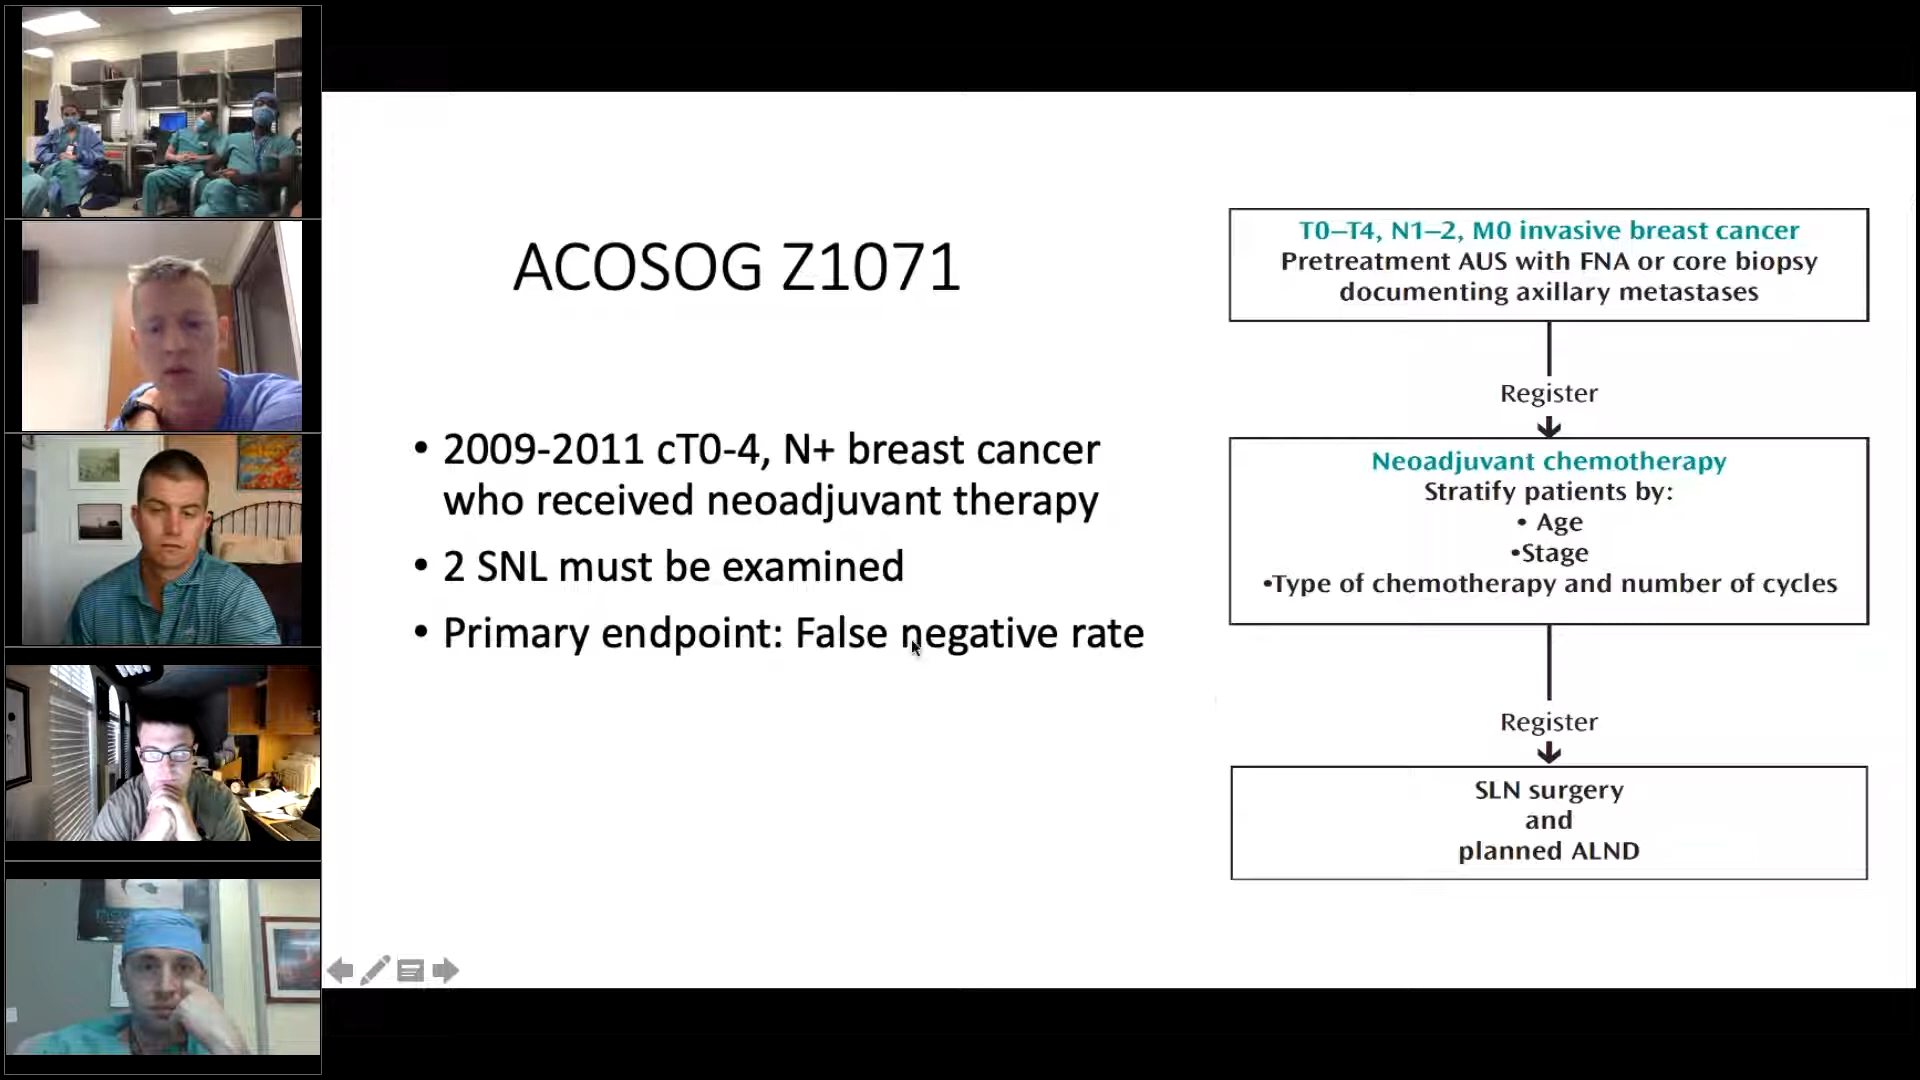 ACOSOG Z1071
• 2009-2011 cT0-4, N+ breast cancer
who received neoadjuvant therapy
• 2 SNL must be examined
• Primary endpoint: False negative rate
T0–T4, N1–2, M0 invasive breast cancer
Pretreatment AUS with FNA or core biopsy
documenting axillary metastases
Register
Neoadjuvant chemotherapy
Stratify patients by:
• Age
•Stage
•Type of chemotherapy and number of cycles
Register
SLN surgery
and
planned ALND